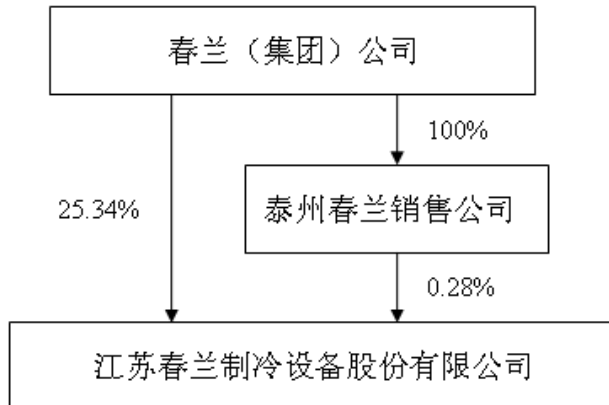 春兰（集团）公司
100%
25.34%
泰州春兰销售公司
0.28%
江苏春兰制冷设备股份有限公司